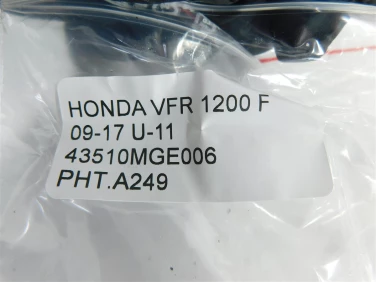 HONDA VFR 1200 F
09-17 U-11
43510MGE006
PHT.A249